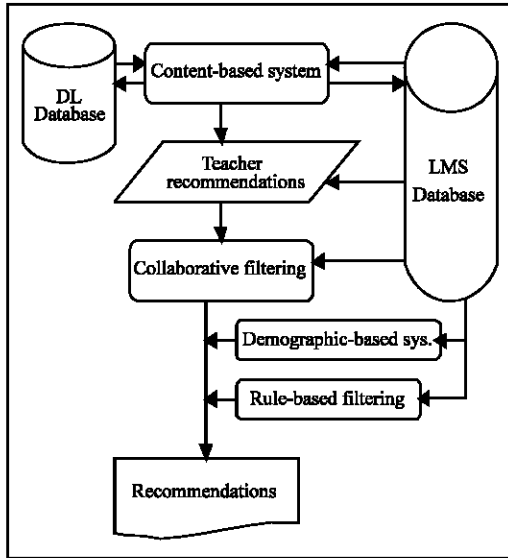 DL
Database
Content-based system
Teacher
recommendations
LMS
Database
Collaborative filtering
Demographic-based sys.
Rule-based filtering
Recommendations